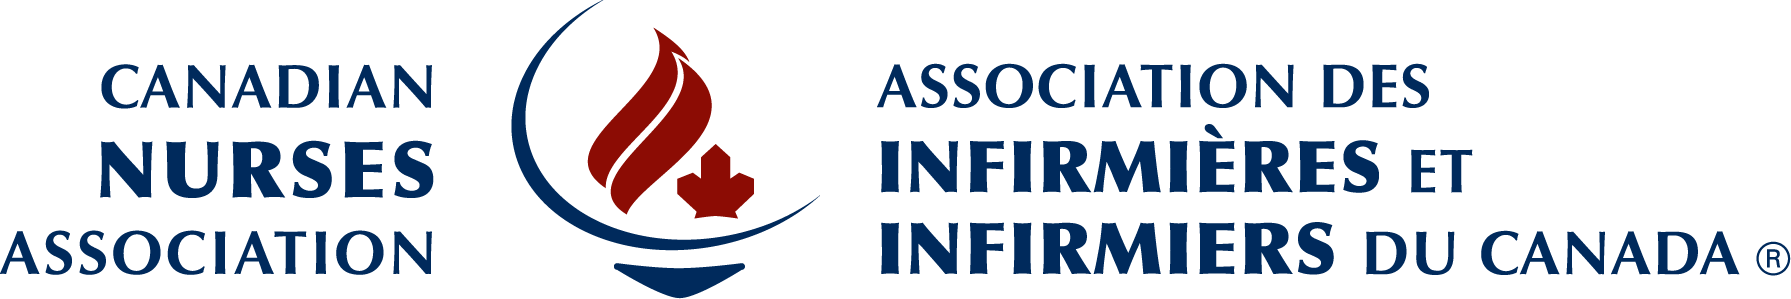 CANADIAN
NURSES
ASSOCIATION
ASSOCIATION DES
INFIRMIÈRES ET
INFIRMIERS DU CANADA ®